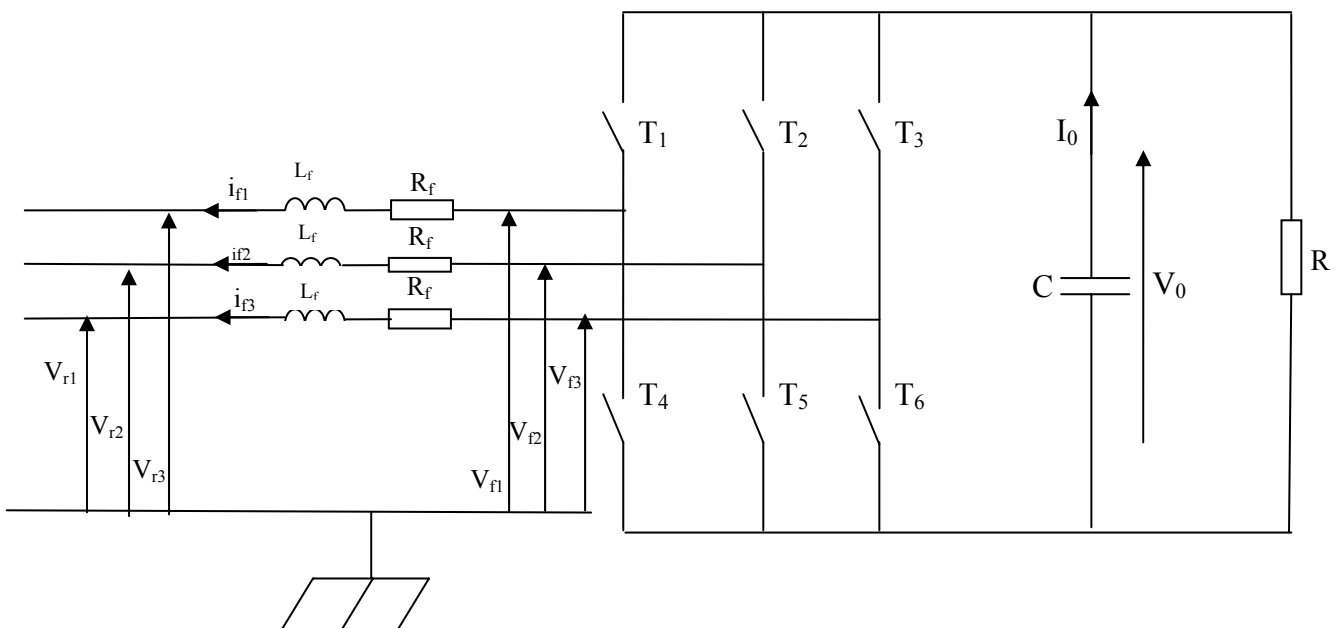 T1
T2
T3
I0
Lf
Rf
if1
Lf
Rf
if2
Lf
Rf
if3
C
V0
R
Vr1
Vf3
T4
T5
T6
Vr2
Vf2
Vr3
Vf1